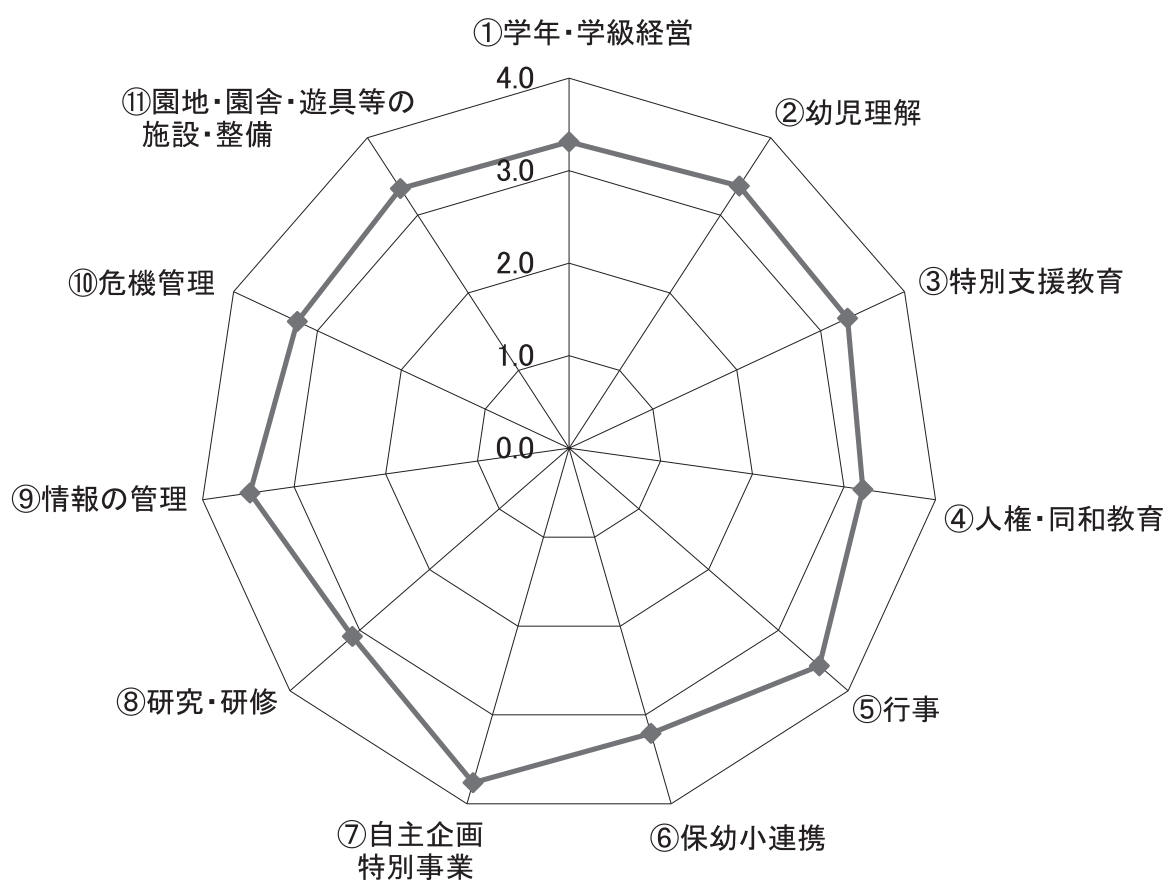 ①学年・学級経営
4.0
3.0
2.0
1.0
0.0
②幼児理解
③特別支援教育
④人権・同和教育
⑤行事
⑥保幼小連携
⑦自主企画
特別事業
⑧研究・研修
⑨情報の管理
⑩危機管理
⑪園地・園舎・遊具等の
施設・整備